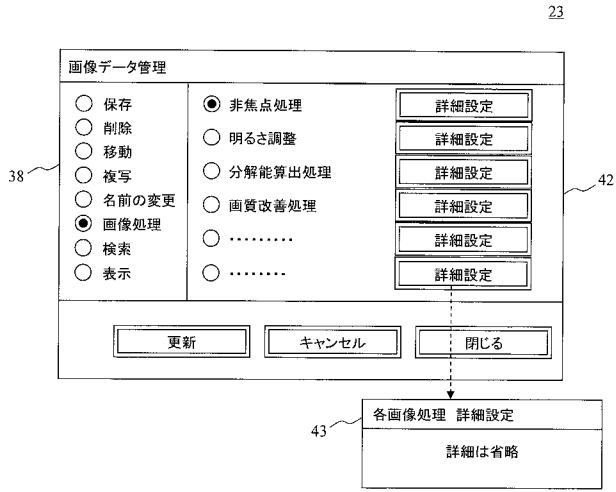 23
画像データ管理
保存
削除
移動
複写
名前の変更
画像処理
検索
表示
38
非焦点処理 詳細設定
明るさ調整 詳細設定
分解能算出処理 詳細設定
画質改善処理 詳細設定
‥‥‥‥‥ 詳細設定
‥‥‥‥ 詳細設定
42
更新 キャンセル 閉じる
43
各画像処理 詳細設定
詳細は省略